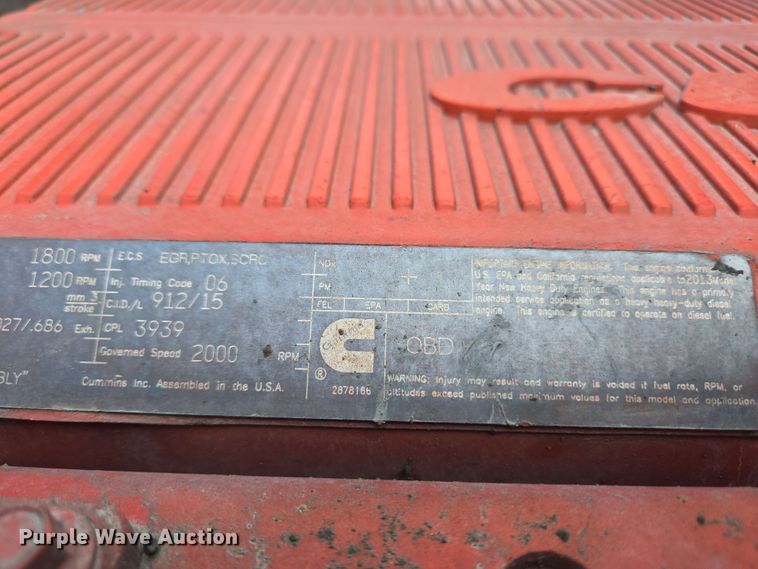 1800 RPM
E.C.S EGR,PTOX,SCRC
1200 RPM
Inj. Timing Code 06
mm 3 stroke
C.I.D./L 912/15
027/.686 Exh.
CPL 3939
Governed Speed 2000 RPM
BLY"
Cummins Inc. Assembled in the U.S.A.
NOx
PM
+
FEL EPA CARB
®
2878166
OBD
IMPORTANT ENGINE INFORMATION: This engine conforms
U.S. EPA and California regulations applicable to 2013 Mode
Year New Heavy Duty Engines. This engine has a primary
intended service application as a heavy heavy-duty diesel
engine. This engine is certified to operate on diesel fuel.
WARNING: Injury may result and warranty is voided if fuel rate, RPM, or
altitudes exceed published maximum values for this model and application.
Purple Wave Auction